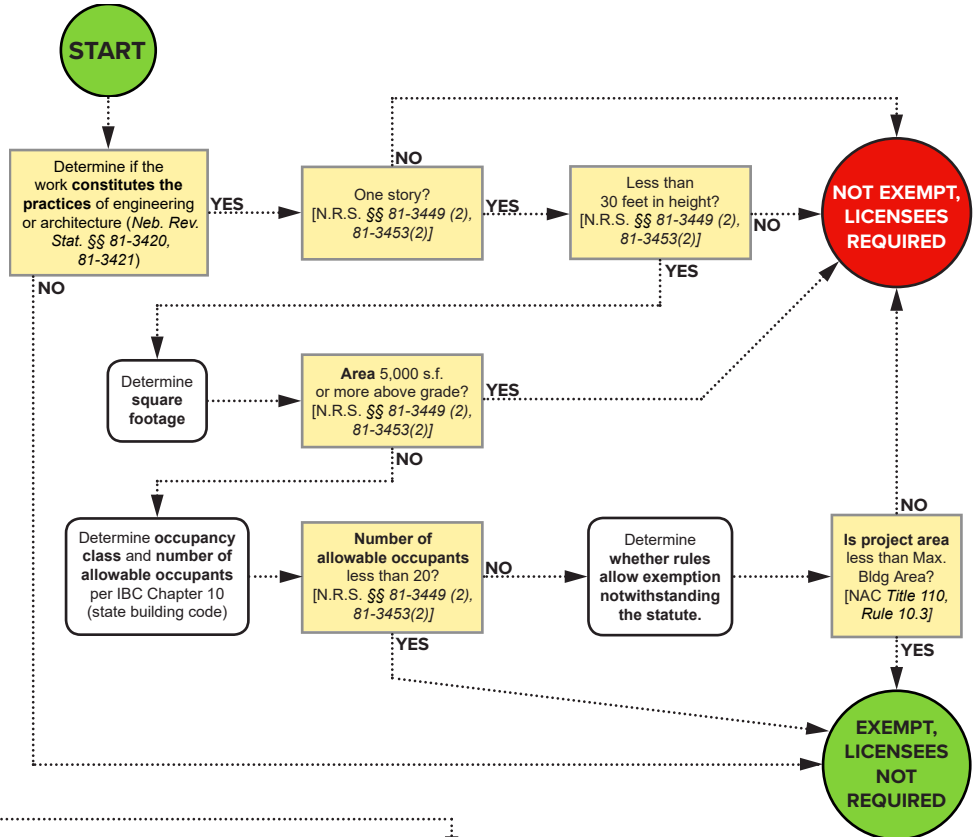 START
Determine if the
work constitutes the
practices of engineering
or architecture (Neb. Rev.
Stat. §§ 81-3420,
81-3421)
YES
NO
One story?
[N.R.S. §§ 81-3449 (2),
81-3453(2)]
NO
YES
Less than
30 feet in height?
[N.R.S. §§ 81-3449 (2),
81-3453(2)]
NO
YES
NOT EXEMPT,
LICENSEES
REQUIRED
Determine
square
footage
Area 5,000 s.f.
or more above grade?
[N.R.S. §§ 81-3449 (2),
81-3453(2)]
YES
NO
Determine occupancy
class and number of
allowable occupants
per IBC Chapter 10
(state building code)
Number of
allowable occupants
less than 20?
[N.R.S. §§ 81-3449 (2),
81-3453(2)]
NO
YES
Determine
whether rules
allow exemption
notwithstanding
the statute.
NO
Is project area
less than Max.
Bldg Area?
[NAC Title 110,
Rule 10.3]
YES
EXEMPT,
LICENSEES
NOT
REQUIRED